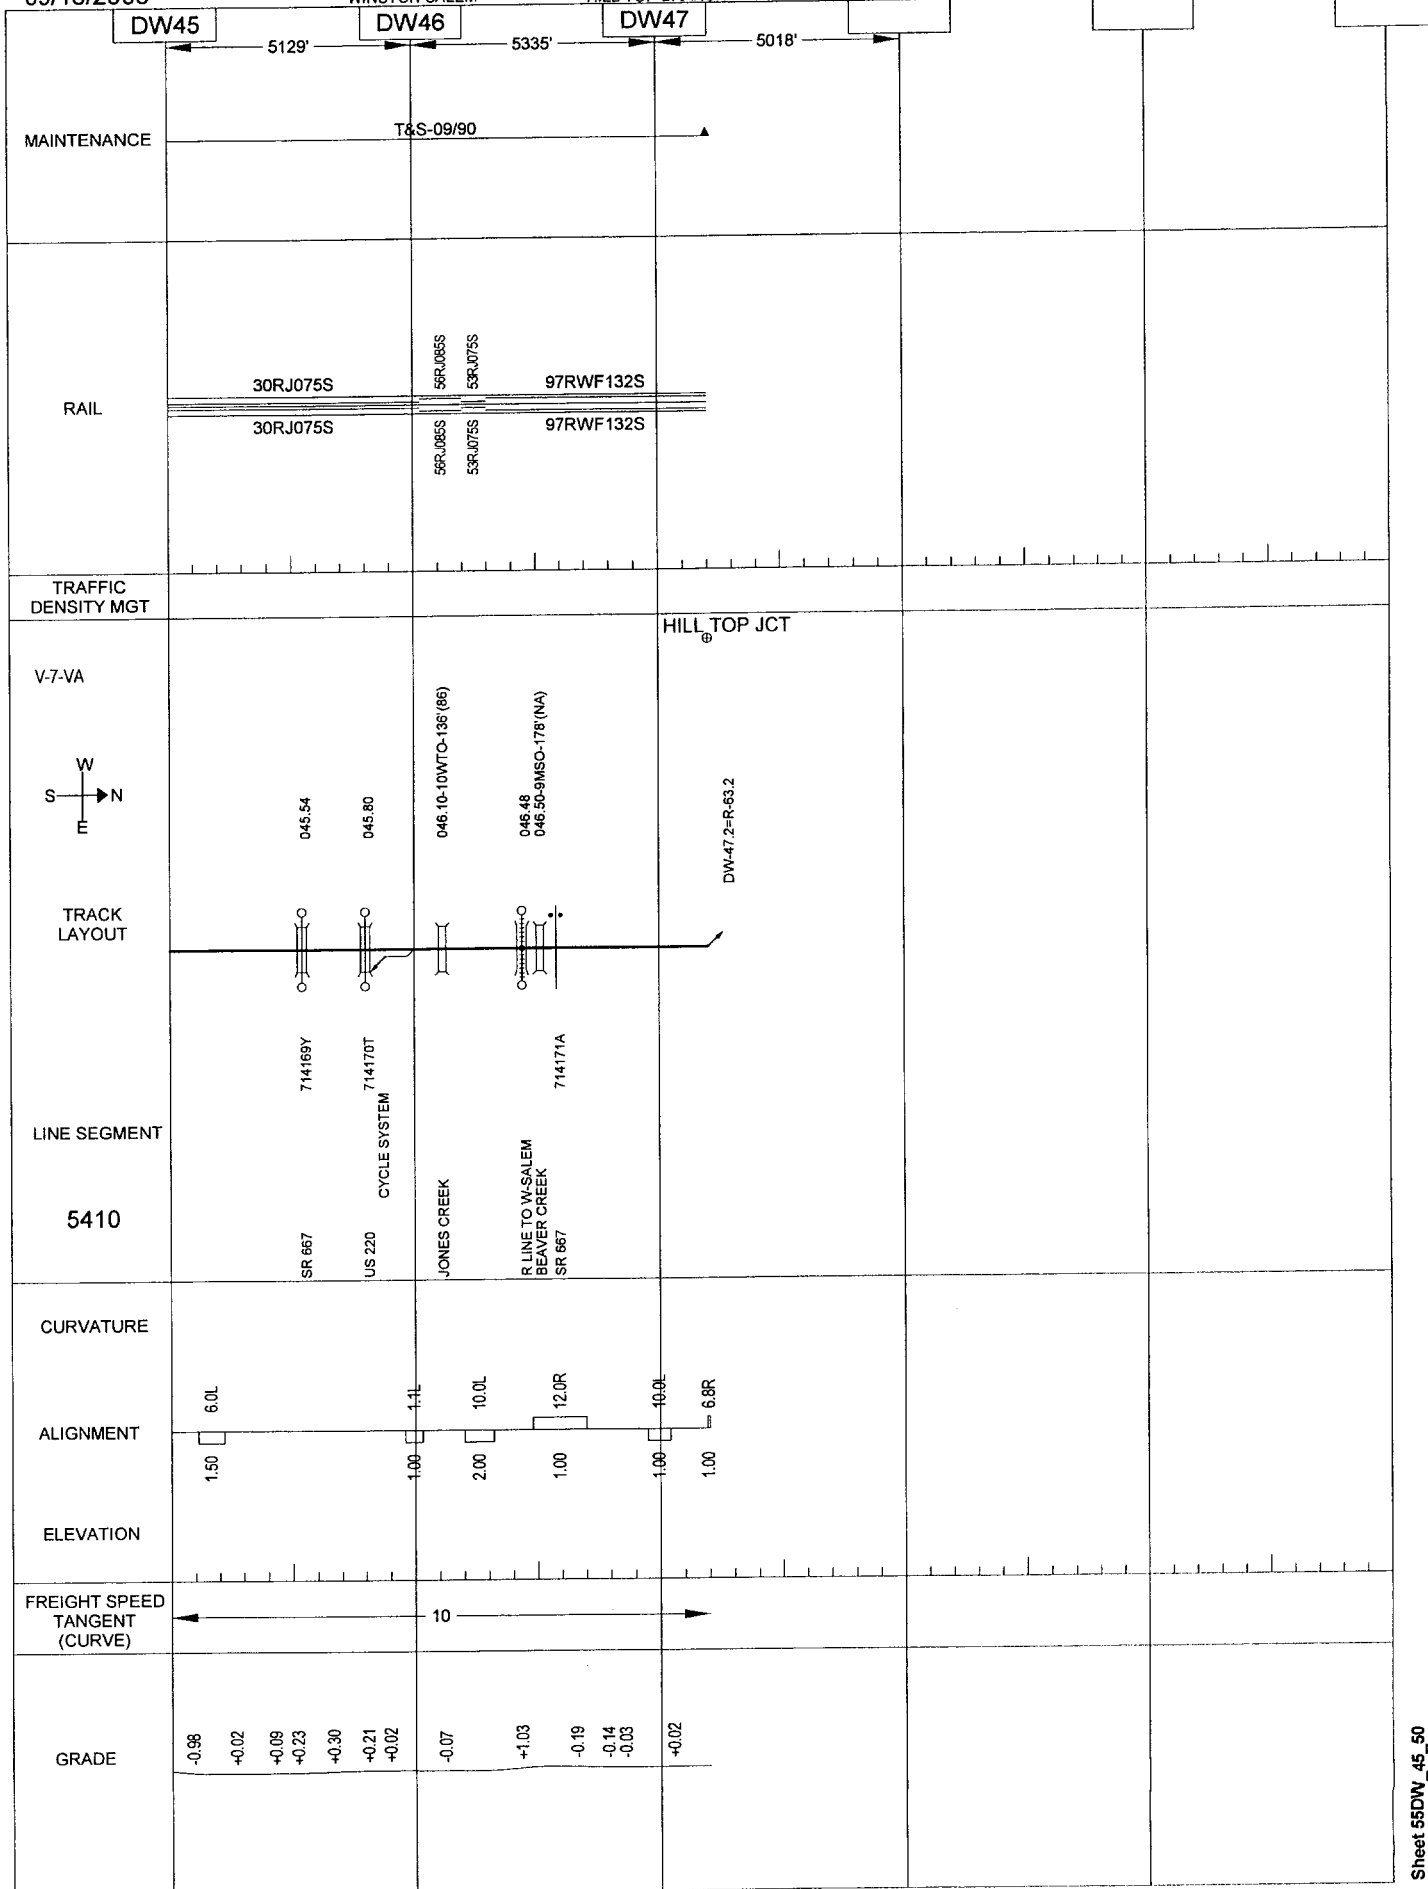 DW45
DW46
DW47
5129'
5335'
5018'
MAINTENANCE
T&S-09/90
RAIL
30RJ075S
56RJ085S
53RJ075S
97RWF132S
30RJ075S
56RJ085S
53RJ075S
97RWF132S
TRAFFIC
DENSITY MGT
HILL TOP JCT
V-7-VA
W
S
N
E
045.54
045.80
046.10-10WTO-136'(86)
046.48
046.50-9MSO-178'(NA)
DW-47.2=R-63.2
TRACK
LAYOUT
714169Y
714170T
714171A
LINE SEGMENT
5410
CYCLE SYSTEM
SR 667
US 220
JONES CREEK
R LINE TO W-SALEM
BEAVER CREEK
SR 667
CURVATURE
6.0L
1.1L
10.0L
12.0R
10.0L
6.8R
ALIGNMENT
1.50
1.00
2.00
1.00
1.00
1.00
ELEVATION
FREIGHT SPEED
TANGENT
(CURVE)
10
GRADE
-0.98
+0.02
+0.09
+0.23
+0.30
+0.21
+0.02
-0.07
+1.03
-0.19
-0.14
-0.03
+0.02
Sheet 55DW_45_50